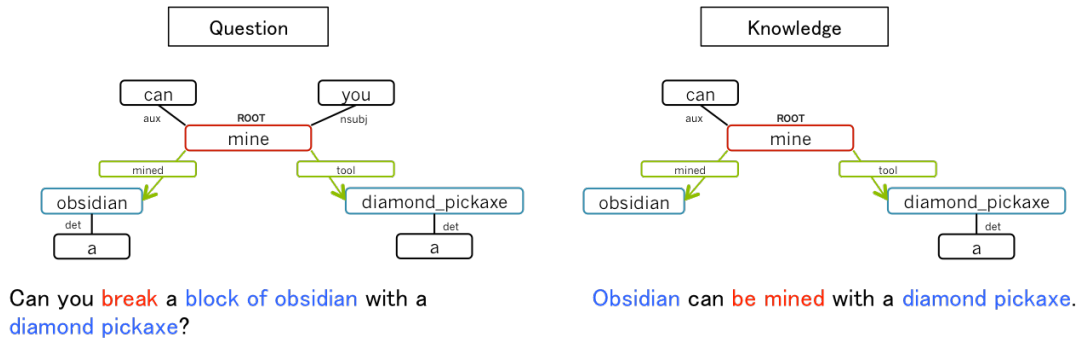 Question
can
you
aux
ROOT
nsubj
mine
mined
tool
obsidian
diamond_pickaxe
det
det
a
a
Can you break a block of obsidian with a
diamond pickaxe?
Knowledge
can
aux
ROOT
mine
mined
tool
obsidian
diamond_pickaxe
det
a
Obsidian can be mined with a diamond pickaxe.